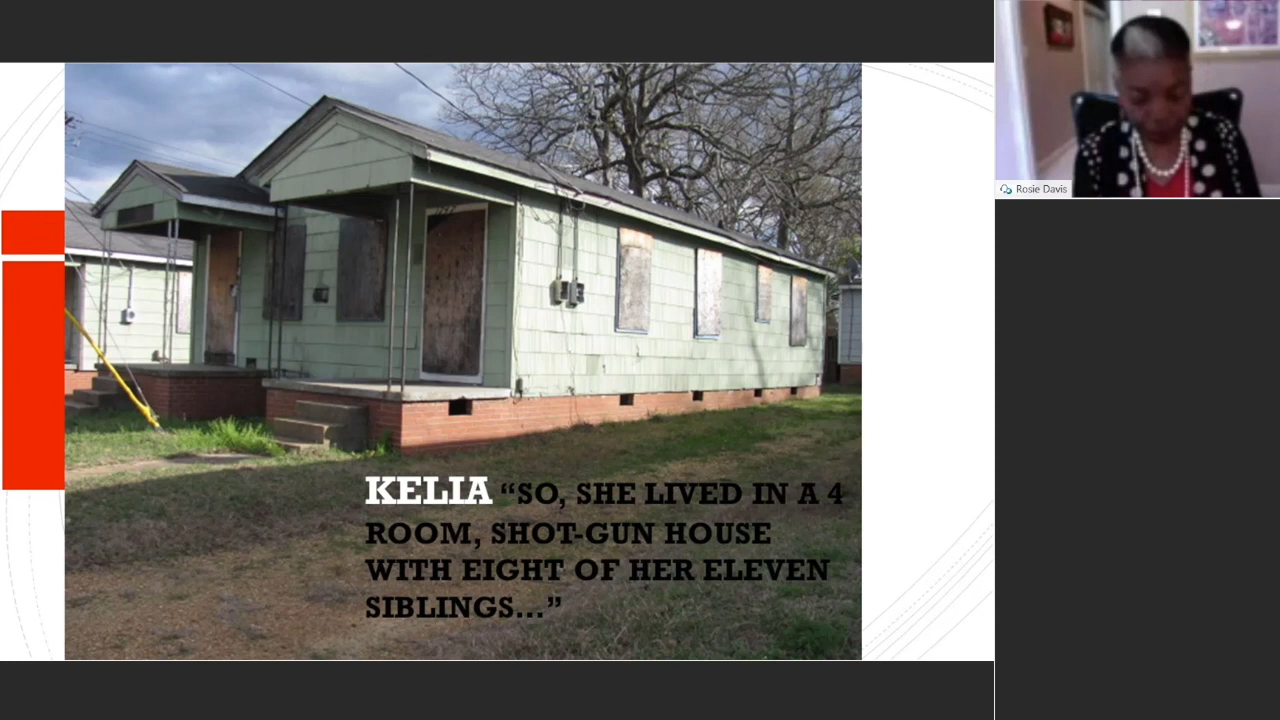 KELIA “SO, SHE LIVED IN A 4
ROOM, SHOT-GUN HOUSE
WITH EIGHT OF HER ELEVEN
SIBLINGS…”
Rosie Davis